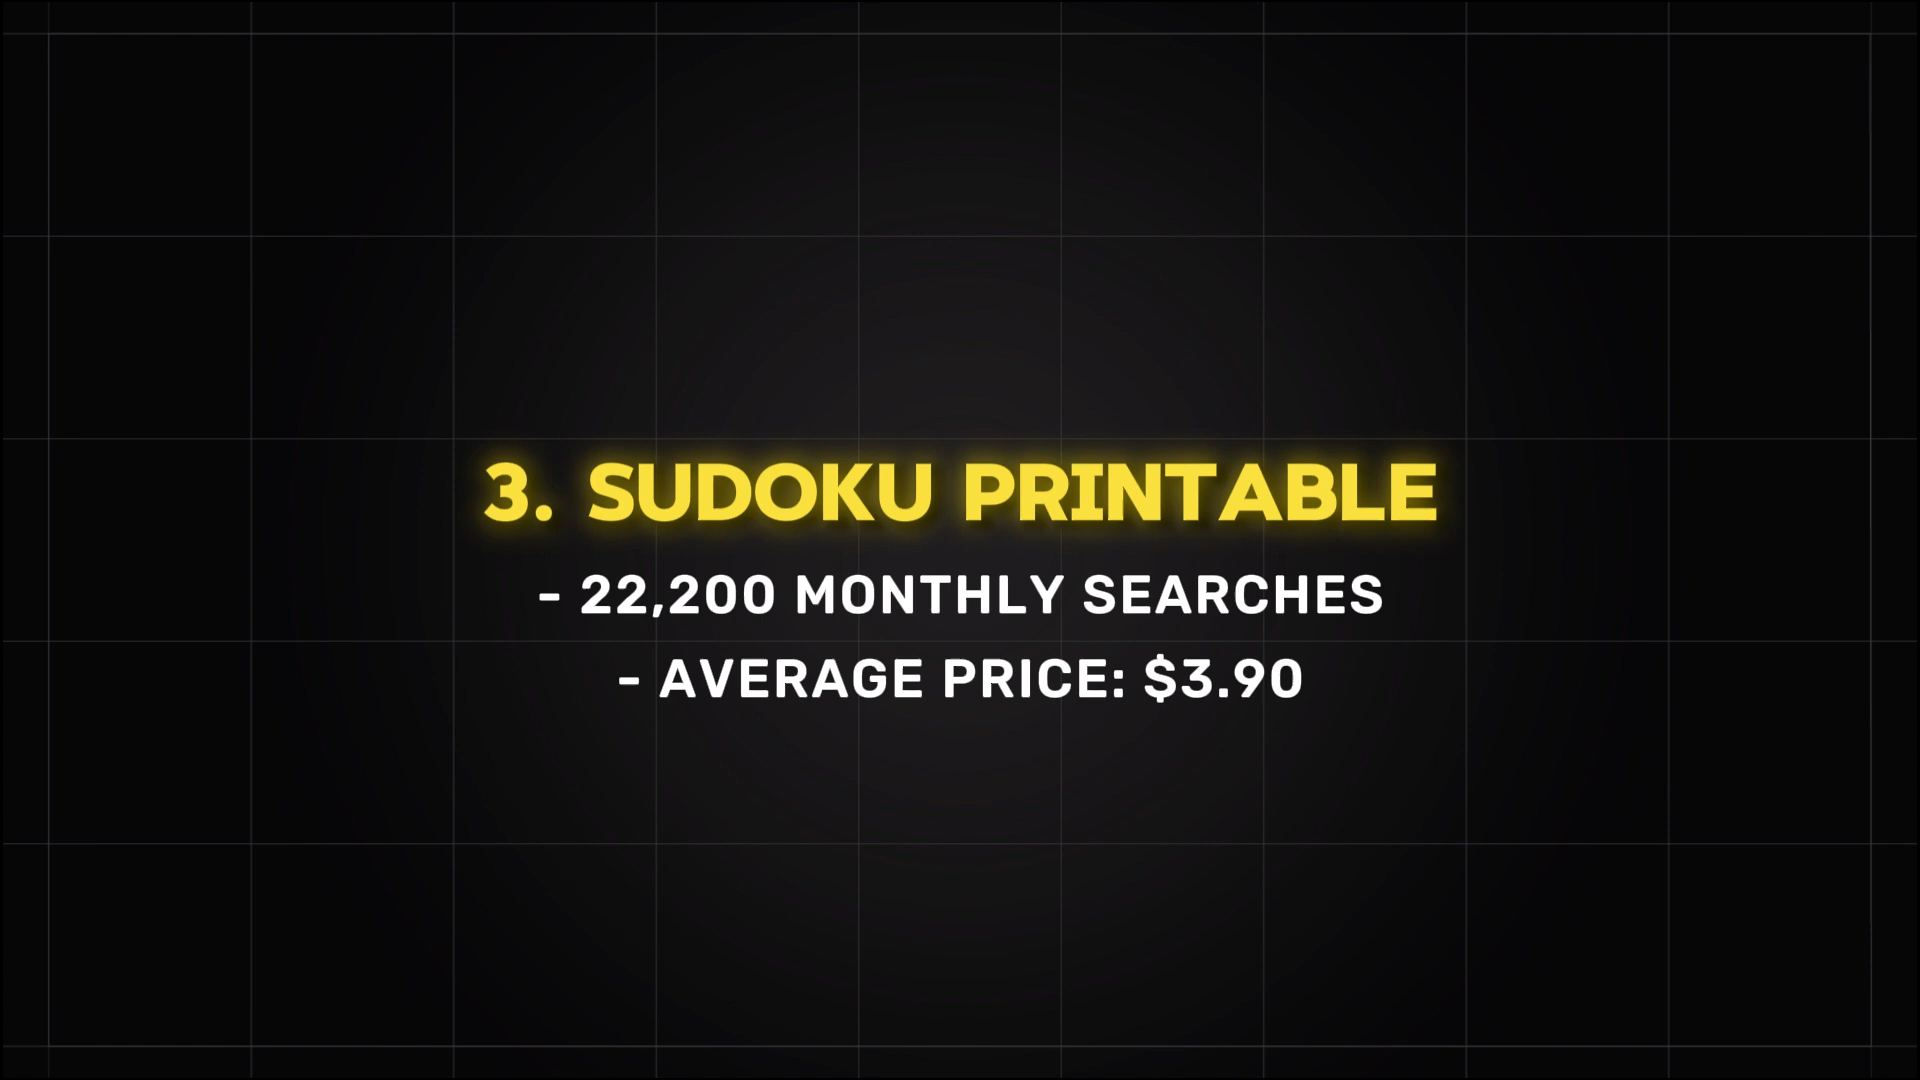 3. SUDOKU PRINTABLE
- 22,200 MONTHLY SEARCHES
- AVERAGE PRICE: $3.90